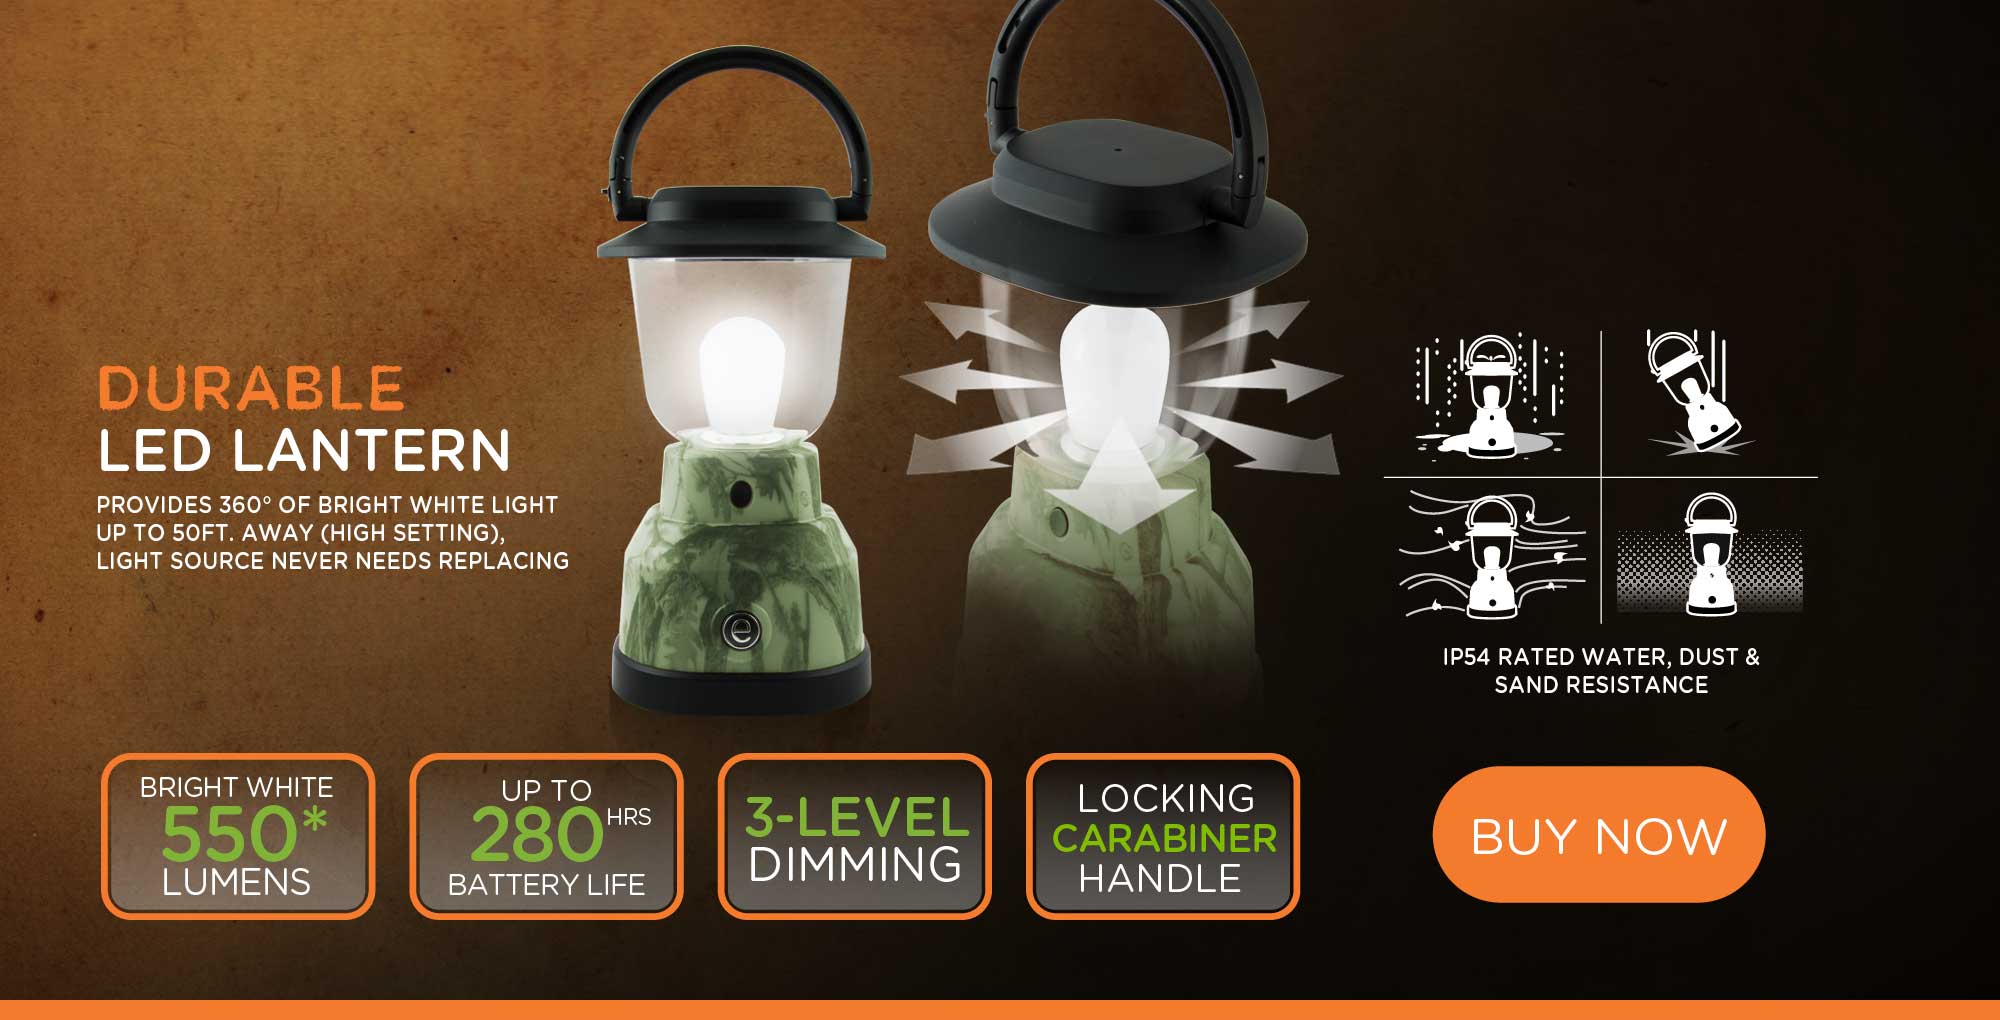 DURABLE
LED LANTERN
PROVIDES 360° OF BRIGHT WHITE LIGHT
UP TO 50FT. AWAY (HIGH SETTING),
LIGHT SOURCE NEVER NEEDS REPLACING
e
IP54 RATED WATER, DUST &
SAND RESISTANCE
BRIGHT WHITE
550*
LUMENS
UP TO
280 HRS
BATTERY LIFE
3-LEVEL
DIMMING
LOCKING
CARABINER
HANDLE
BUY NOW